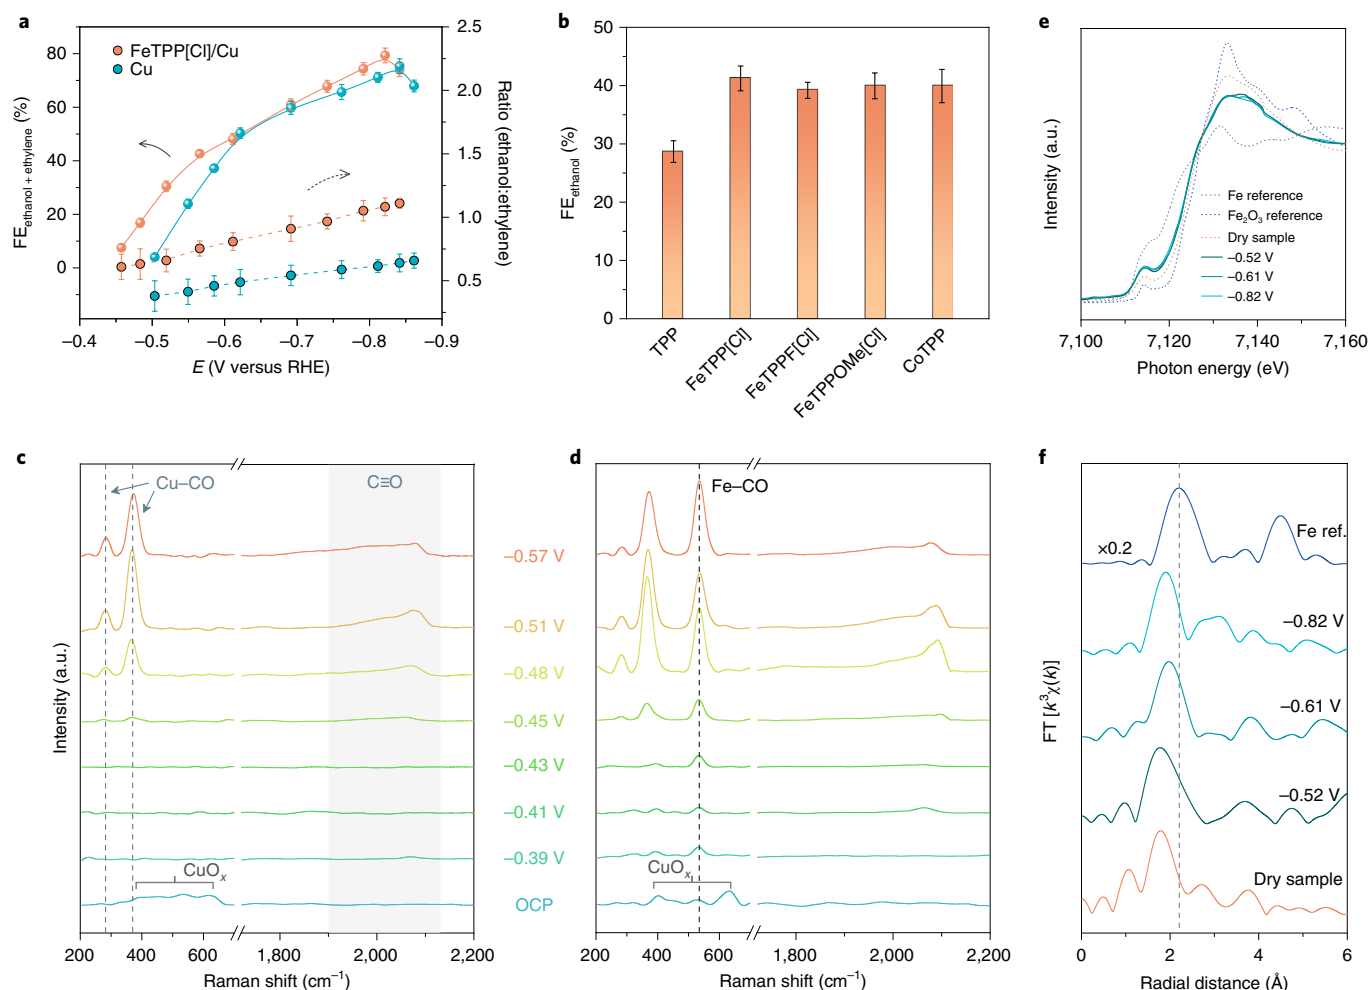 a
FeTPP[Cl]/Cu
Cu
FE ethanol + ethylene (%)
80
60
40
20
0
2.5
2.0
1.5
1.0
0.5
Ratio (ethanol:ethylene)
–0.4 –0.5 –0.6 –0.7 –0.8 –0.9
E (V versus RHE)
b
FE ethanol (%)
50
40
30
20
10
0
TPP
FeTPP[Cl]
FeTPPF[Cl]
FeTPPOMe[Cl]
CoTPP
e
Intensity (a.u.)
Fe reference
Fe₂O₃ reference
Dry sample
–0.52 V
–0.61 V
–0.82 V
7,100 7,120 7,140 7,160
Photon energy (eV)
c
Cu–CO
C≡O
Intensity (a.u.)
CuOₓ
200 400 600 1,800 2,000 2,200
Raman shift (cm⁻¹)
–0.57 V
–0.51 V
–0.48 V
–0.45 V
–0.43 V
–0.41 V
–0.39 V
OCP
d
Fe–CO
CuOₓ
200 400 600 1,800 2,000 2,200
Raman shift (cm⁻¹)
f
FT [k³χ(k)]
×0.2
Fe ref.
–0.82 V
–0.61 V
–0.52 V
Dry sample
0 2 4 6
Radial distance (Å)